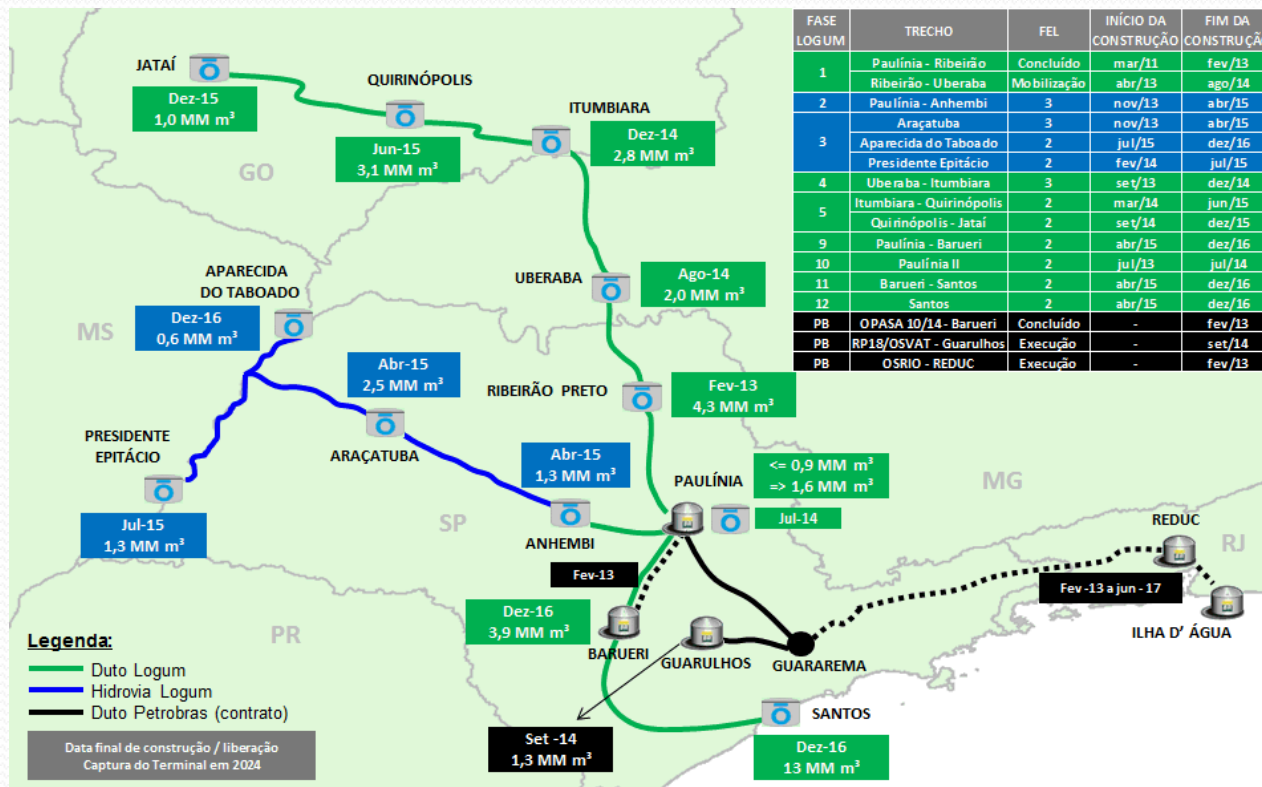 FASE LOGUM TRECHO FEL INÍCIO DA CONSTRUÇÃO FIM DA CONSTRUÇÃ
1 Paulínia - Ribeirão Concluído mar/11 fev/13
Ribeirão - Uberaba Mobilização abr/13 ago/14
2 Paulínia - Anhembi 3 nov/13 abr/15
3 Araçatuba 3 nov/13 abr/15
Aparecida do Taboado 2 jul/15 dez/16
Presidente Epitácio 2 fev/14 jul/15
4 Uberaba - Itumbiara 3 set/13 dez/14
5 Itumbiara - Quirinópolis 2 mar/14 jun/15
Quirinópolis - Jataí 2 set/14 dez/15
9 Paulínia - Barueri 2 abr/15 dez/16
10 Paulínia II 2 jul/13 jul/14
11 Barueri - Santos 2 abr/15 dez/16
12 Santos 2 abr/15 dez/16
PB OPASA 10/14 - Barueri Concluído - fev/13
PB RP18/OSVAT - Guarulhos Execução - set/14
PB OSRIO - REDUC Execução - fev/13
JATAÍ
Dez-15
1,0 MM m³
QUIRINÓPOLIS
Jun-15
3,1 MM m³
ITUMBIARA
Dez-14
2,8 MM m³
GO
UBERABA
Ago-14
2,0 MM m³
APARECIDA
DO TABOADO
Dez-16
0,6 MM m³
MS
Abr-15
2,5 MM m³
ARAÇATUBA
RIBEIRÃO PRETO
Fev-13
4,3 MM m³
PRESIDENTE
EPITÁCIO
Jul-15
1,3 MM m³
Abr-15
1,3 MM m³
ANHEMBI
SP
PAULÍNIA
<= 0,9 MM m³
=> 1,6 MM m³
Jul-14
MG
REDUC
RJ
Fev -13 a jun - 17
ILHA D' ÁGUA
Fev-13
Dez-16
3,9 MM m³
BARUERI
GUARULHOS
GUARAREMA
PR
SANTOS
Set -14
1,3 MM m³
Dez-16
13 MM m³
Legenda:
Duto Logum
Hidrovia Logum
Duto Petrobras (contrato)
Data final de construção / liberação
Captura do Terminal em 2024